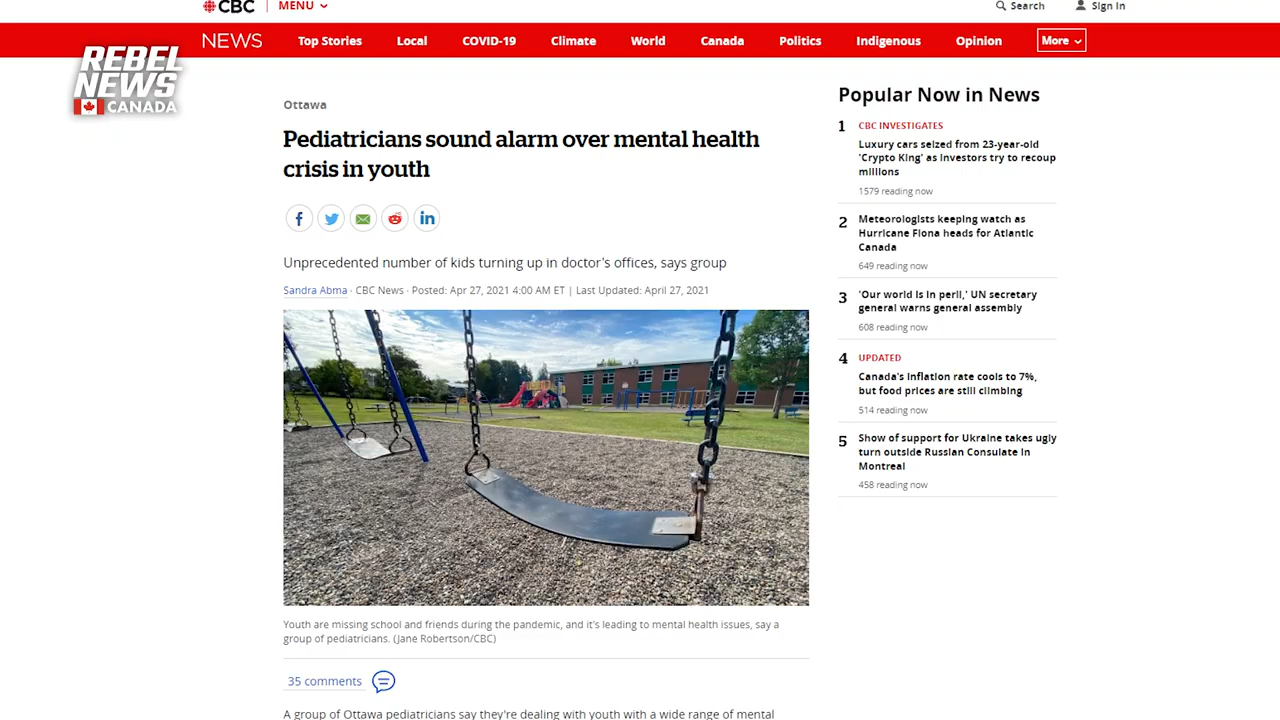 CBC
MENU
Search
Sign In
NEWS
Top Stories
Local
COVID-19
Climate
World
Canada
Politics
Indigenous
Opinion
More
REBEL
NEWS
CANADA
Ottawa
Pediatricians sound alarm over mental health
crisis in youth
Unprecedented number of kids turning up in doctor's offices, says group
Sandra Abma · CBC News · Posted: Apr 27, 2021 4:00 AM ET | Last Updated: April 27, 2021
Youth are missing school and friends during the pandemic, and it's leading to mental health issues, say a
group of pediatricians. (Jane Robertson/CBC)
35 comments
A group of Ottawa pediatricians say they're dealing with youth with a wide range of mental
Popular Now in News
1
CBC INVESTIGATES
Luxury cars seized from 23-year-old
'Crypto King' as investors try to recoup
millions
1579 reading now
2
Meteorologists keeping watch as
Hurricane Fiona heads for Atlantic
Canada
649 reading now
3
'Our world is in peril,' UN secretary
general warns general assembly
608 reading now
4
UPDATED
Canada's inflation rate cools to 7%,
but food prices are still climbing
514 reading now
5
Show of support for Ukraine takes ugly
turn outside Russian Consulate in
Montreal
458 reading now